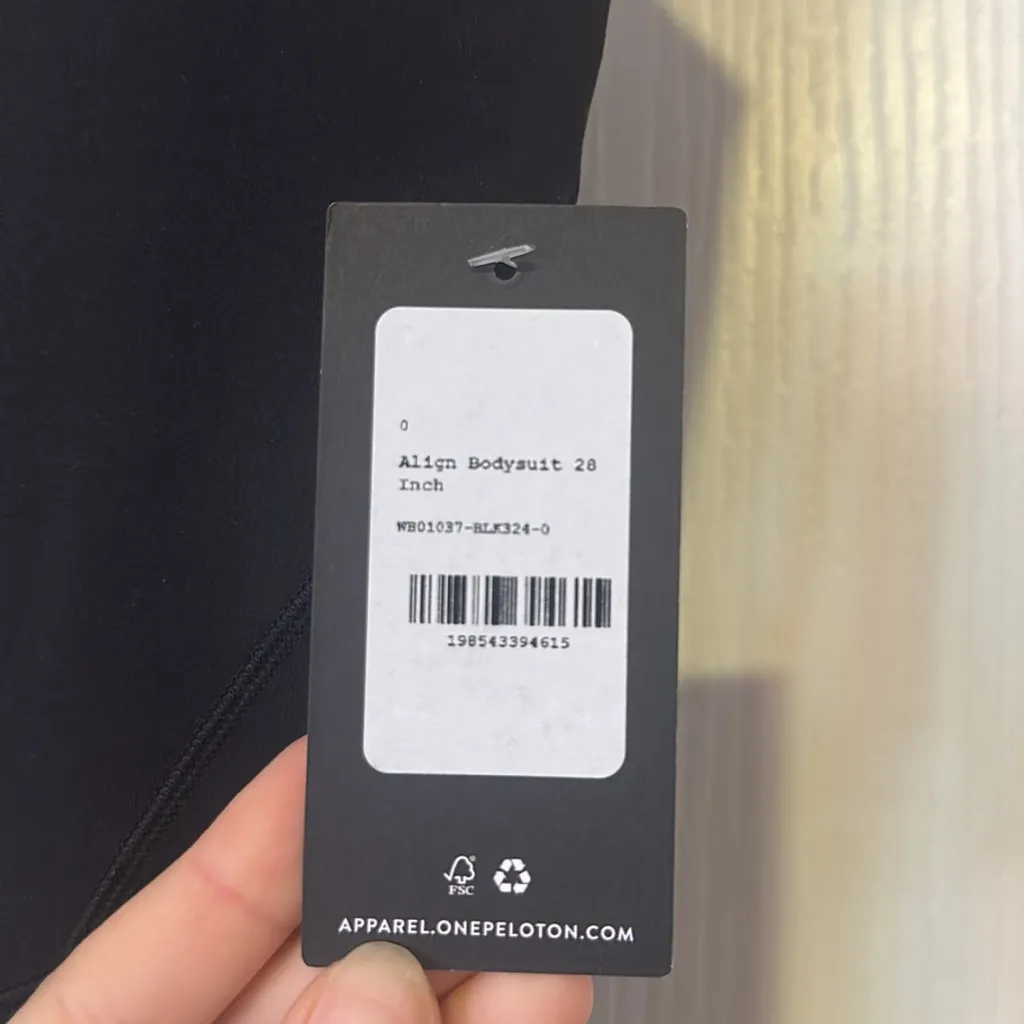 0
Align Bodysuit 28
Inch
WB01037-BLK324-0
198543394615
FSC
APPAREL.ONEPELOTON.COM